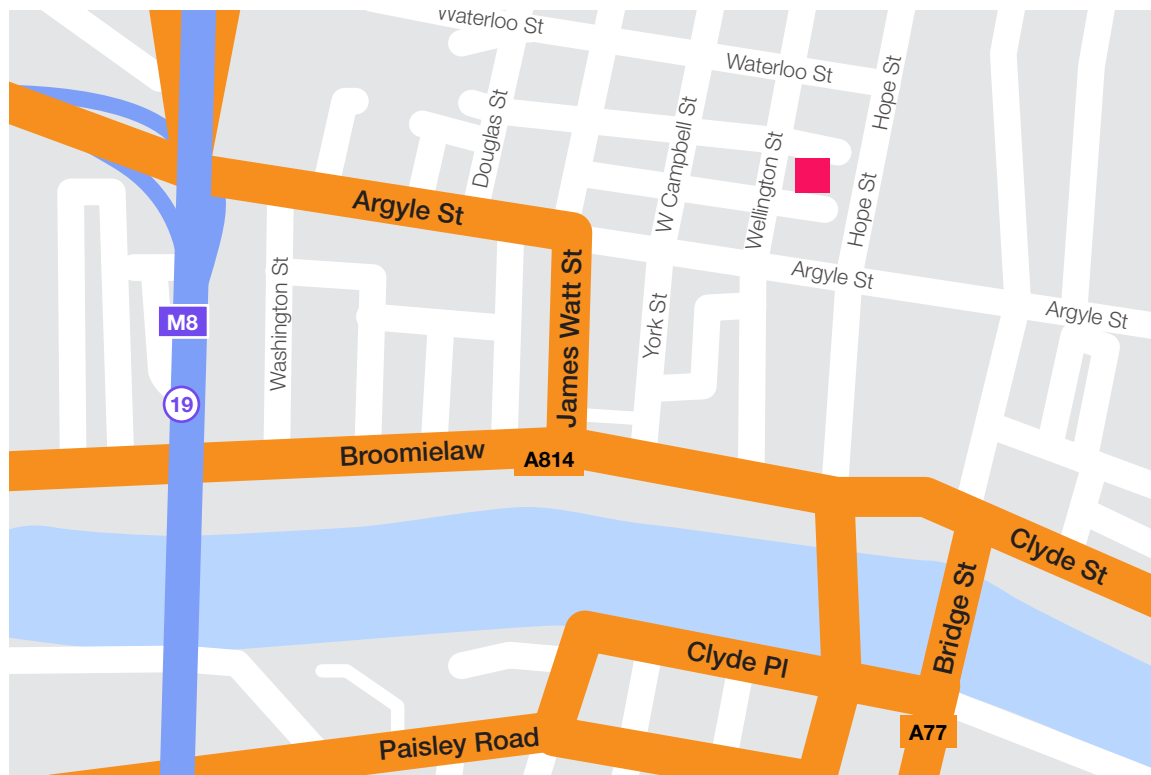 Waterloo St
Waterloo St
Hope St
Douglas St
W Campbell St
Wellington St
Hope St
Argyle St
Argyle St
Argyle St
James Watt St
Washington St
York St
M8
19
Broomielaw
A814
Clyde St
Bridge St
Clyde Pl
Paisley Road
A77